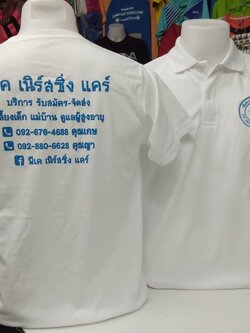 ค เนิร์สซิ่ง แคร์
บริการ รับสมัคร-จัดส่ง
เลี้ยงเด็ก แม่บ้าน ดูแลผู้สูงอายุ
092-676-4688 คุณเกษ
092-880-6628 คุณญา
นีเค เนิร์สซิ่ง แคร์